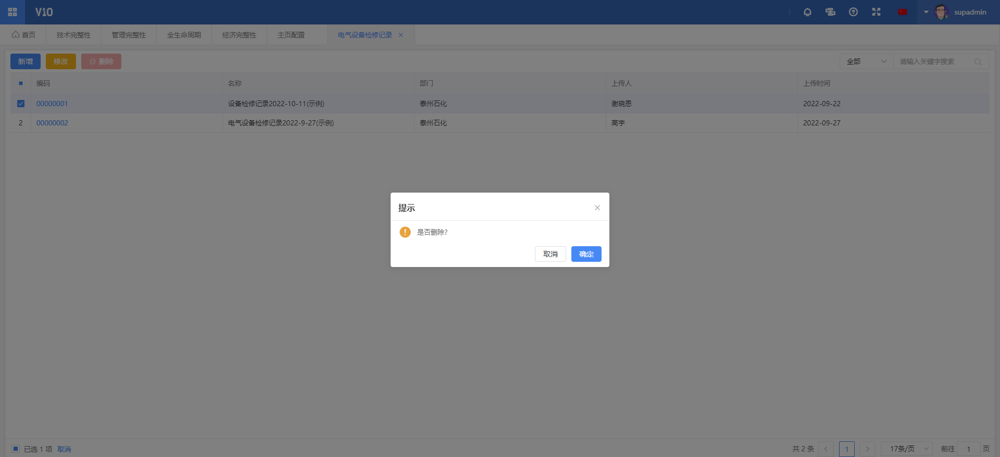 V10
supadmin
首页 技术完整性 管理完整性 全生命周期 经济完整性 主页配置 电气设备检修记录
新增 修改 删除 全部 请输入关键字搜索
编码 名称 部门 上传人 上传时间
00000001 设备检修记录2022-10-11(示例) 泰州石化 谢晓恩 2022-09-22
2 00000002 电气设备检修记录2022-9-27(示例) 泰州石化 高宇 2022-09-27
提示
是否删除?
取消 确定
已选 1 项 取消 共 2 条 1 17条/页 前往 1 页